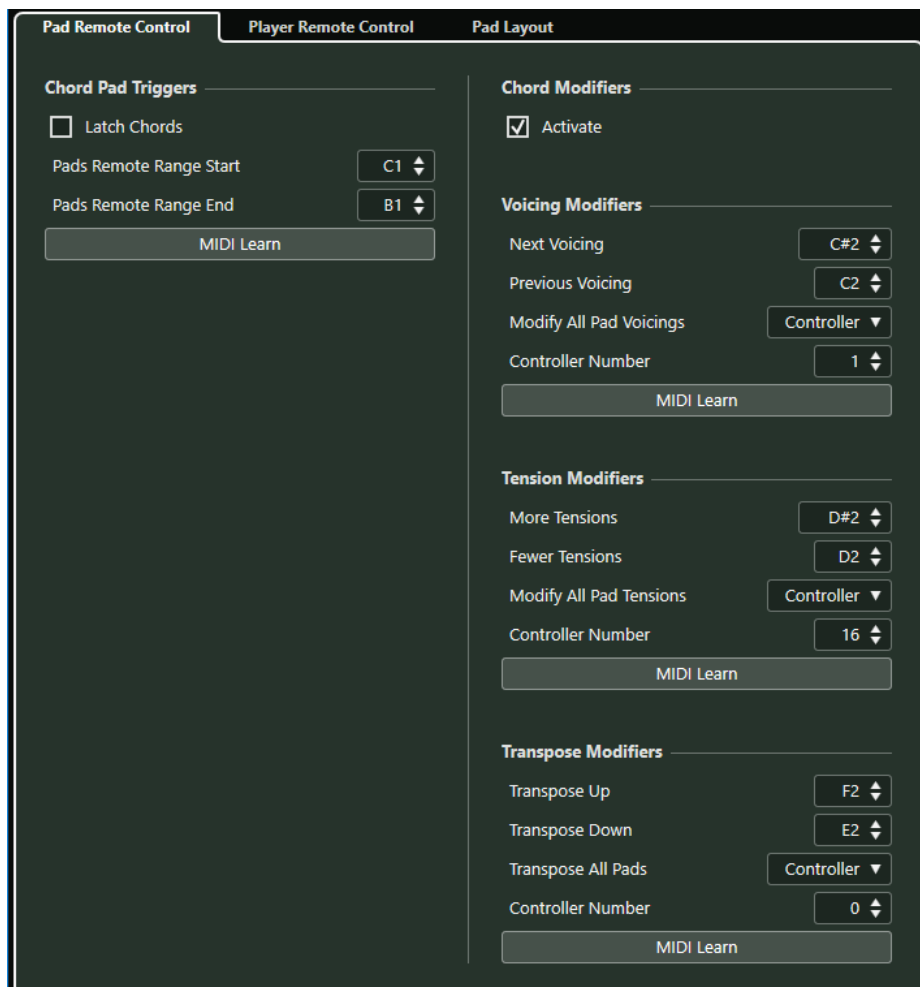 Pad Remote Control Player Remote Control Pad Layout
Chord Pad Triggers
Latch Chords
Pads Remote Range Start C1
Pads Remote Range End B1
MIDI Learn
Chord Modifiers
Activate
Voicing Modifiers
Next Voicing C#2
Previous Voicing C2
Modify All Pad Voicings Controller
Controller Number 1
MIDI Learn
Tension Modifiers
More Tensions D#2
Fewer Tensions D2
Modify All Pad Tensions Controller
Controller Number 16
MIDI Learn
Transpose Modifiers
Transpose Up F2
Transpose Down E2
Transpose All Pads Controller
Controller Number 0
MIDI Learn